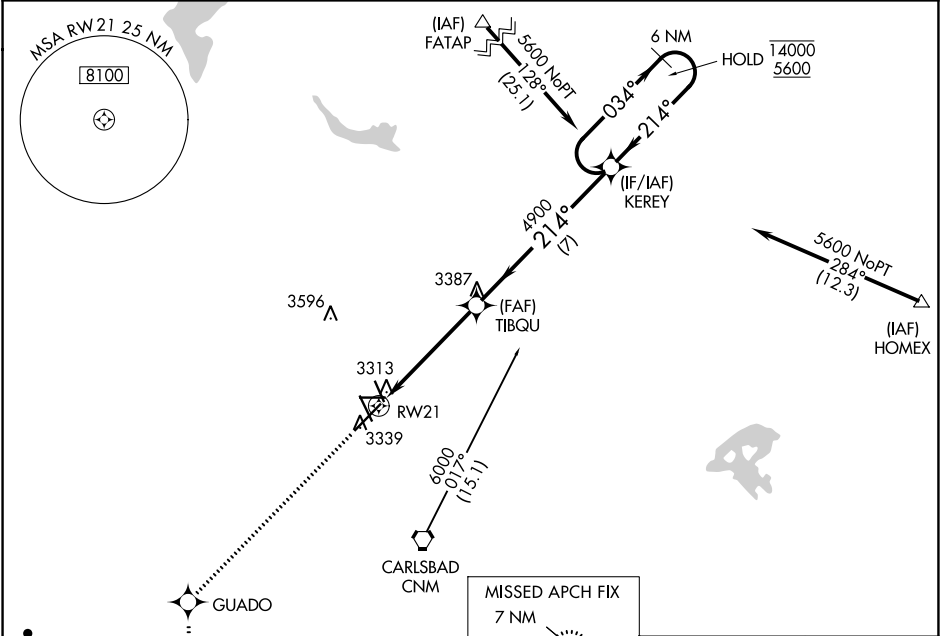 MSA RW21 25 NM
8100
(IAF)
FATAP
5600 NoPT
128°
(25.1)
6 NM
HOLD
14000
5600
034°
214°
(IF/IAF)
KEREY
4900
214°
(7)
3387
(FAF)
TIBQU
5600 NoPT
284°
(12.3)
(IAF)
HOMEX
3596
3313
RW21
3339
6000
017°
(15.1)
CARLSBAD
CNM
GUADO
MISSED APCH FIX
7 NM